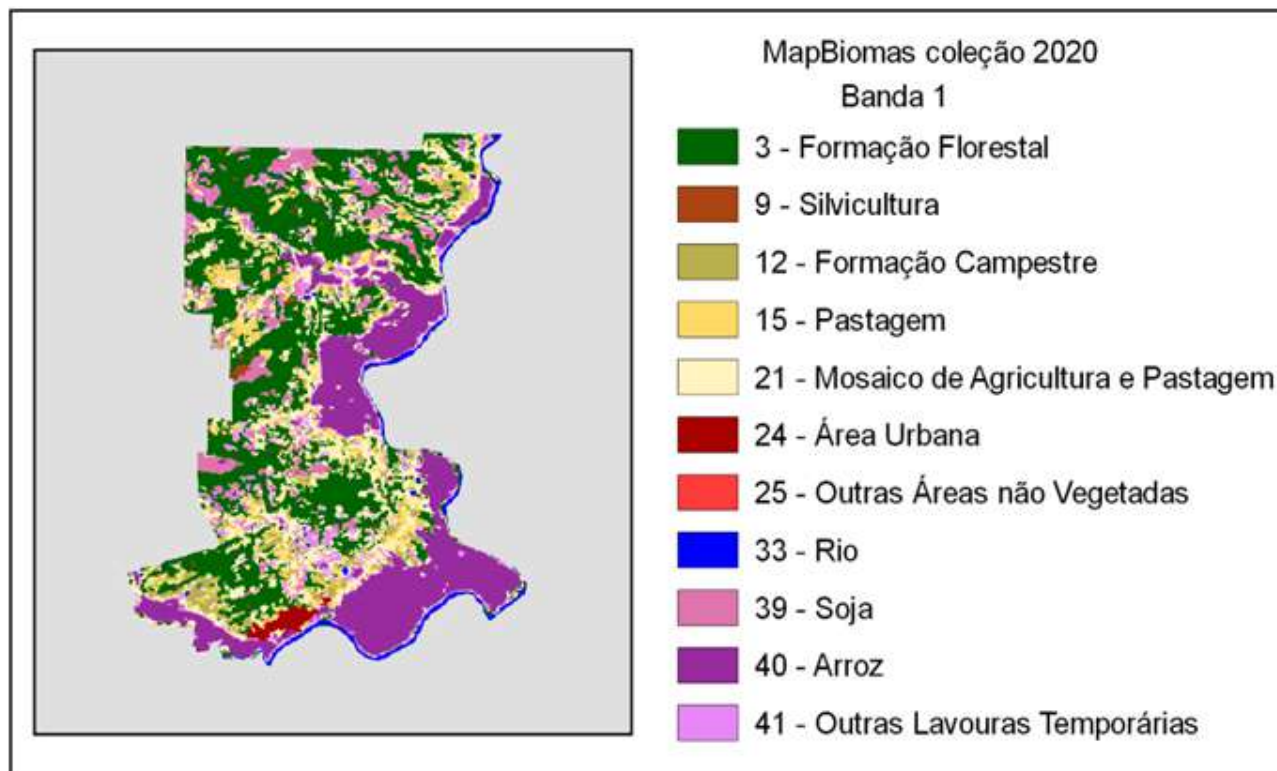 MapBiomas coleção 2020
Banda 1
3 - Formação Florestal
9 - Silvicultura
12 - Formação Campestre
15 - Pastagem
21 - Mosaico de Agricultura e Pastagem
24 - Área Urbana
25 - Outras Áreas não Vegetadas
33 - Rio
39 - Soja
40 - Arroz
41 - Outras Lavouras Temporárias